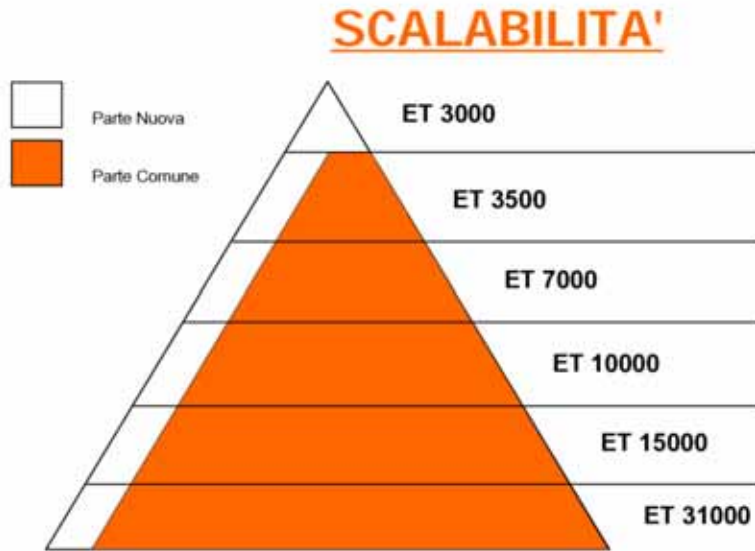 SCALABILITA'
Parte Nuova
Parte Comune
ET 3000
ET 3500
ET 7000
ET 10000
ET 15000
ET 31000